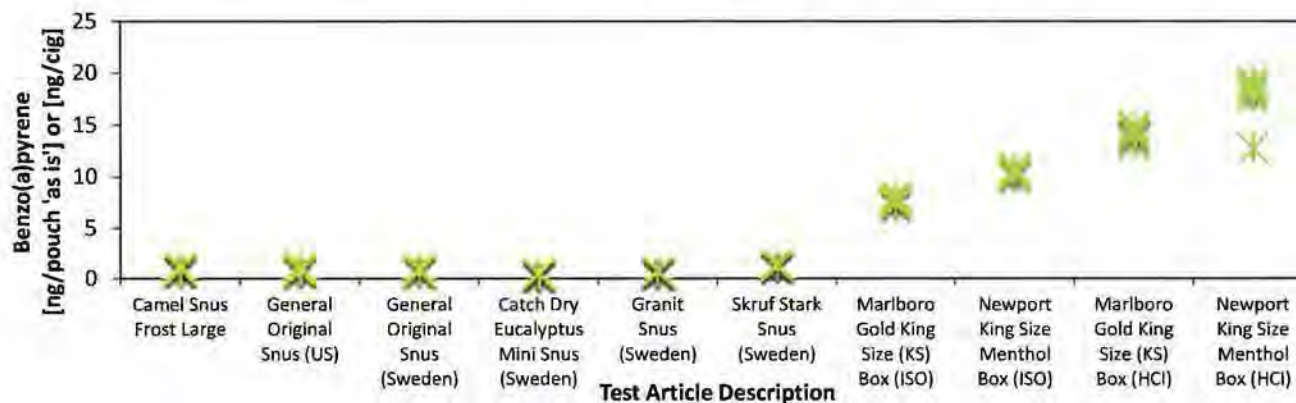 Benzo(a)pyrene
[ng/pouch 'as is'] or [ng/cig]
25
20
15
10
5
0
Camel Snus
Frost Large
General
Original
Snus (US)
General
Original
Snus
(Sweden)
Catch Dry
Eucalyptus
Mini Snus
(Sweden)
Granit
Snus
(Sweden)
Skruf Stark
Snus
(Sweden)
Marlboro
Gold King
Size (KS)
Box (ISO)
Newport
King Size
Menthol
Box (ISO)
Marlboro
Gold King
Size (KS)
Box (HCI)
Newport
King Size
Menthol
Box (HCI)
Test Article Description